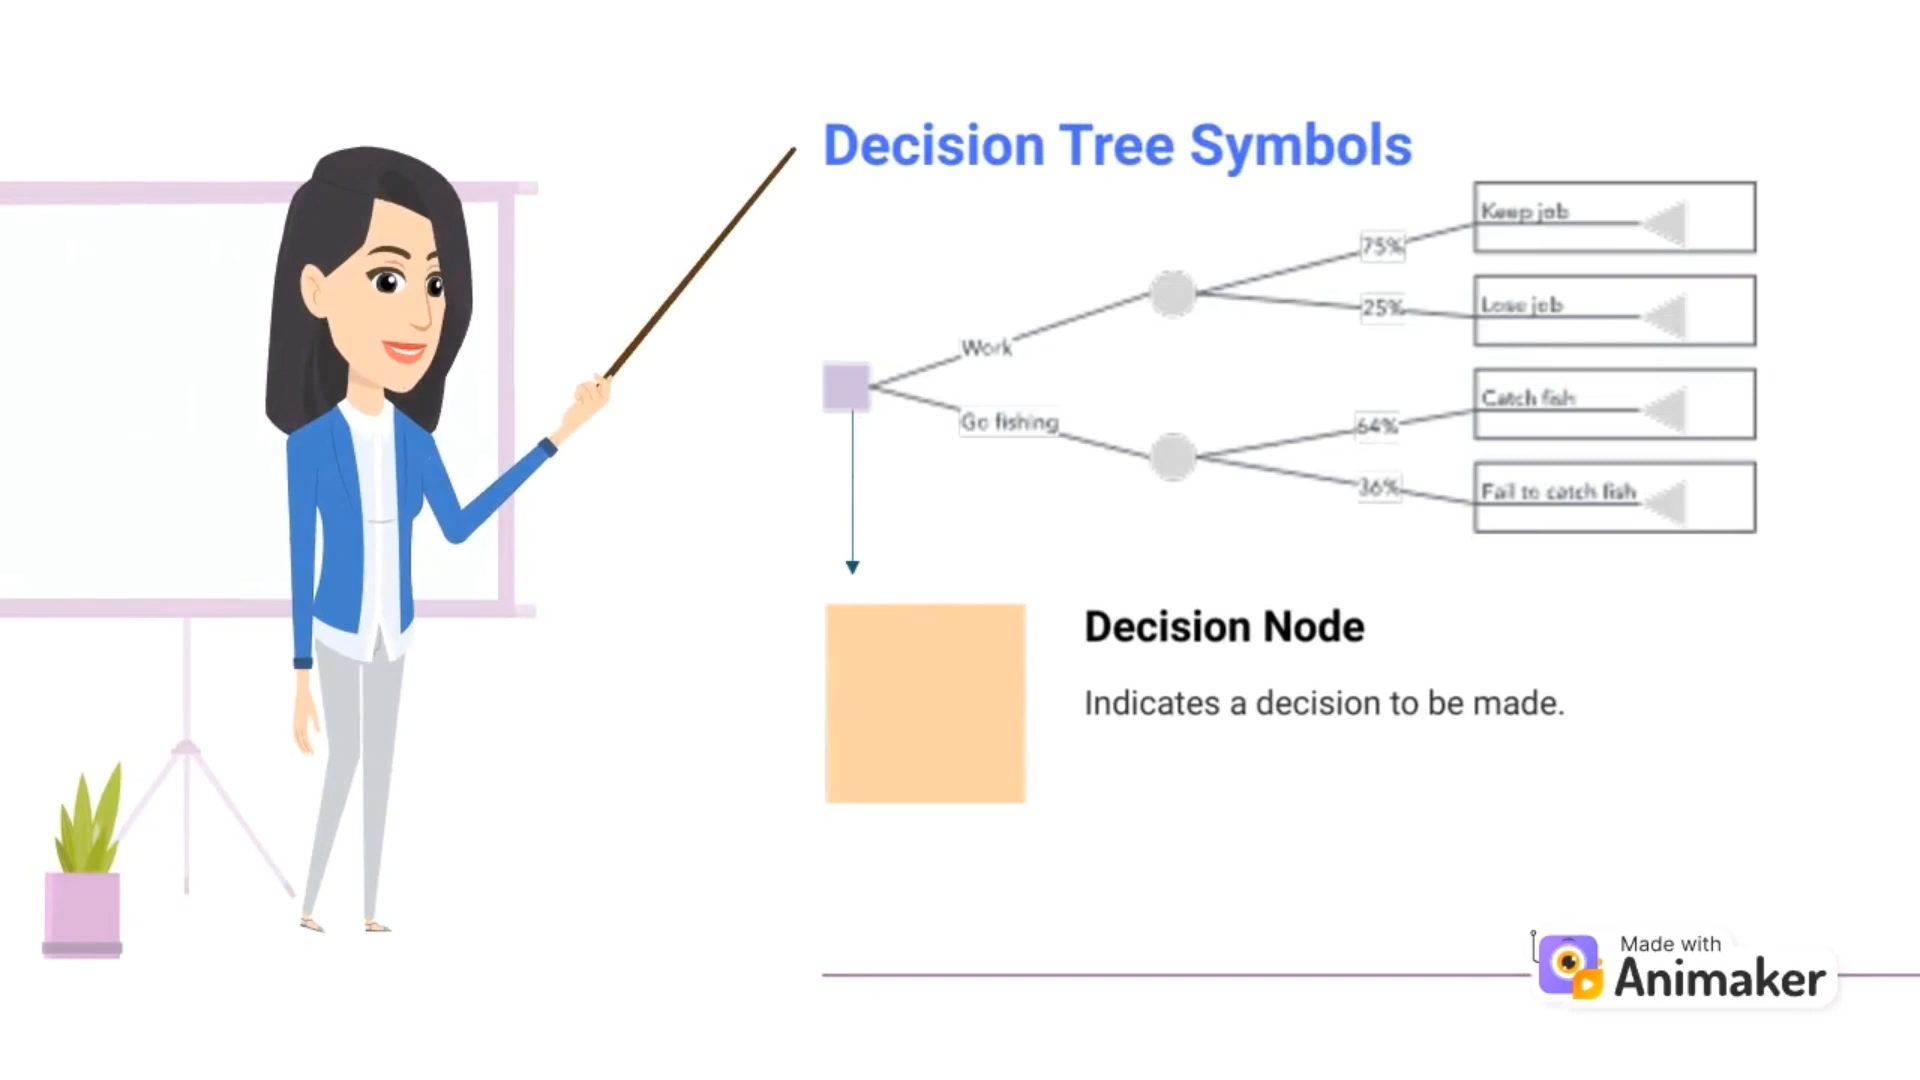 Decision Tree Symbols
Keep job
75%
25%
Lose job
Work
Go fishing
Catch fish
64%
36%
Fail to catch fish
Decision Node
Indicates a decision to be made.
Made with
Animaker